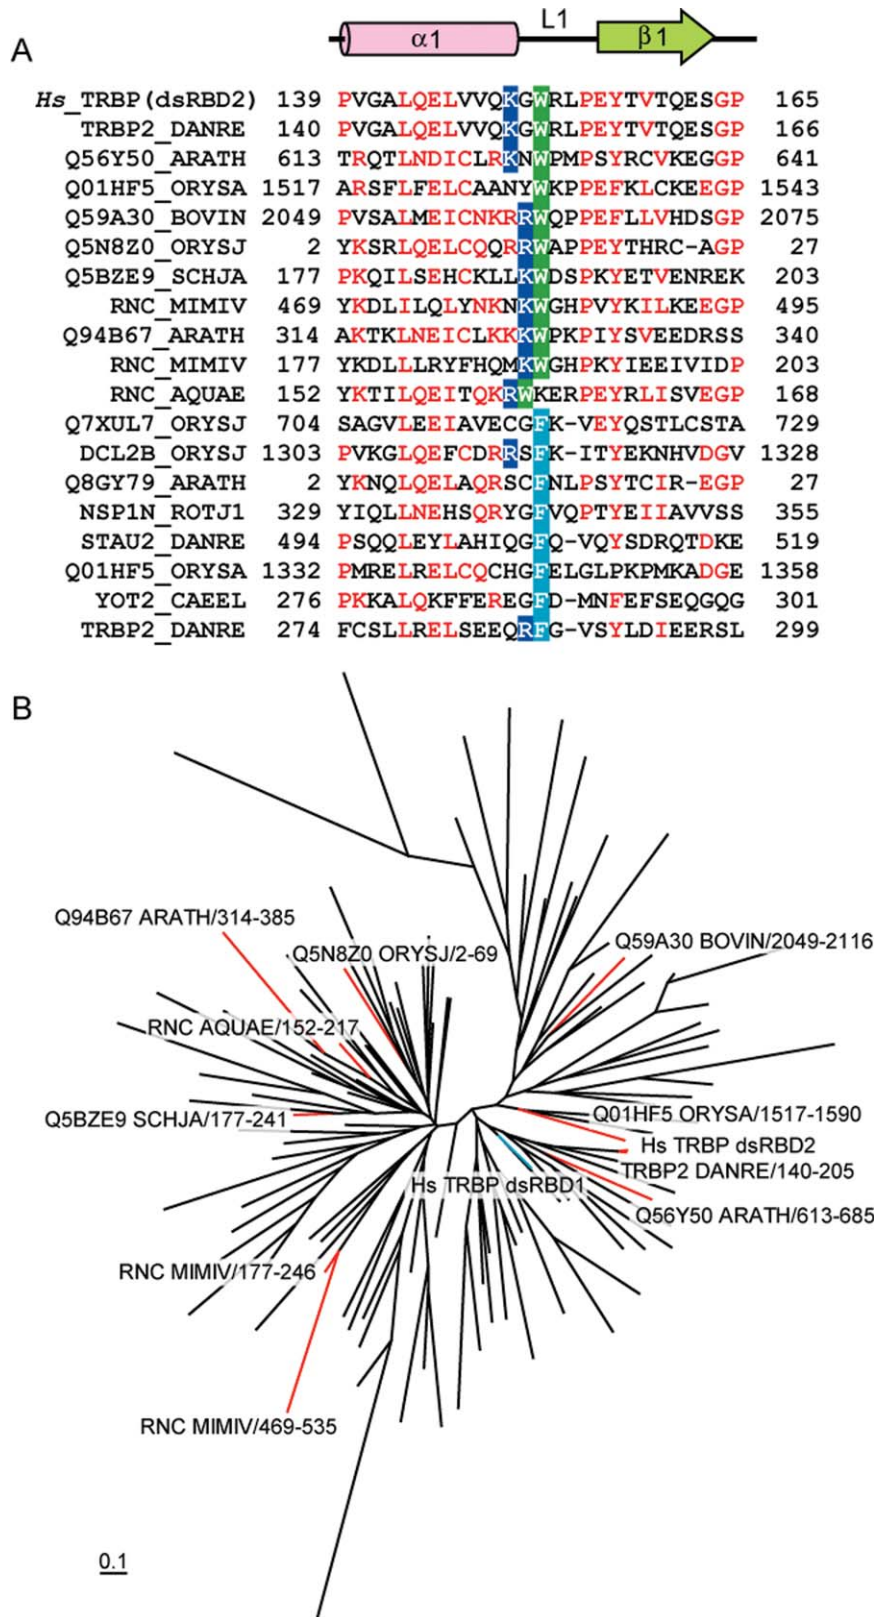 A
α1
L1
β1
Hs_TRBP(dsRBD2) 139 PVGALQELVVQKGWRLPEYTVTQESGP 165
TRBP2_DANRE 140 PVGALQELVVQKGWRLPEYTVTQESGP 166
Q56Y50_ARATH 613 TRQTLNDICLRKNWPMPSYRCVKEGGP 641
Q01HF5_ORYSA 1517 ARSFLFELCAANYWKPPEFKLCKEEGP 1543
Q59A30_BOVIN 2049 PVSALMEICNKRRWQPPEFLLVHDSGP 2075
Q5N8Z0_ORYSJ 2 YKSRLQELCQQRRWAPPEYTHRC-AGP 27
Q5BZE9_SCHJA 177 PKQILSEHCKLLKWDSPKYETVENREK 203
RNC_MIMIV 469 YKDLILQLYNKNKWGHPVYKILKEEGP 495
Q94B67_ARATH 314 AKTKLNEICLKKKWPKPIYSVEEDRSS 340
RNC_MIMIV 177 YKDLLLRYFHQMKWGHPKYIEEIVIDP 203
RNC_AQUAE 152 YKTILQEITQKRWKERPEYRLISVEGP 168
Q7XUL7_ORYSJ 704 SAGVLEEIAVECGFK-VEYQSTLCSTA 729
DCL2B_ORYSJ 1303 PVKGLQEFCDRRSFK-ITYEKNHVDGV 1328
Q8GY79_ARATH 2 YKNQLQELAQRSCFNLPSYTCIR-EGP 27
NSP1N_ROTJ1 329 YIQLLNEHSQRYGFVQPTYEIIAVVSS 355
STAU2_DANRE 494 PSQQLEYLAHIQGFQ-VQYSDRQTDKE 519
Q01HF5_ORYSA 1332 PMRELRELCQCHGFELGLPKPMKADGE 1358
YOT2_CAEEL 276 PKKALQKFFEREGFD-MNFEFSEQGQG 301
TRBP2_DANRE 274 FCSLLRELSEEQRFG-VSYLDIEERSL 299
B
Q94B67 ARATH/314-385
Q5N8Z0 ORYSJ/2-69
Q59A30 BOVIN/2049-2116
RNC AQUAE/152-217
Q5BZE9 SCHJA/177-241
Q01HF5 ORYSA/1517-1590
Hs TRBP dsRBD2
TRBP2 DANRE/140-205
Hs TRBP dsRBD1
Q56Y50 ARATH/613-685
RNC MIMIV/177-246
RNC MIMIV/469-535
0.1